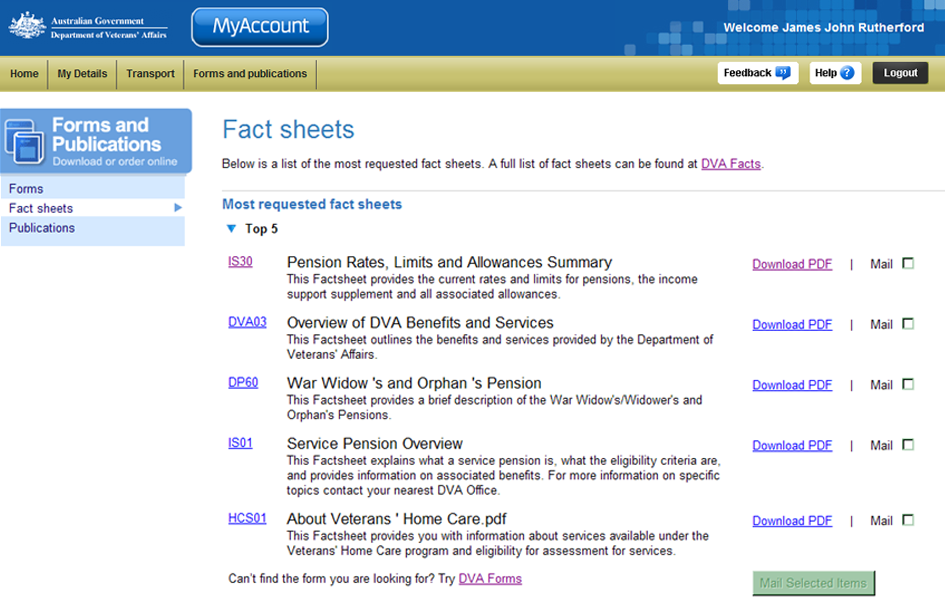 Australian Government
Department of Veterans' Affairs
MyAccount
Welcome James John Rutherford
Home
My Details
Transport
Forms and publications
Feedback
Help ?
Logout
Forms and
Publications
Download or order online
Forms
Fact sheets
Publications
Fact sheets
Below is a list of the most requested fact sheets. A full list of fact sheets can be found at DVA Facts.
Most requested fact sheets
Top 5
IS30
Pension Rates, Limits and Allowances Summary
This Factsheet provides the current rates and limits for pensions, the income
support supplement and all associated allowances.
Download PDF | Mail
DVA03
Overview of DVA Benefits and Services
This Factsheet outlines the benefits and services provided by the Department of
Veterans' Affairs.
Download PDF | Mail
DP60
War Widow 's and Orphan 's Pension
This Factsheet provides a brief description of the War Widow's/Widower's and
Orphan's Pensions.
Download PDF | Mail
IS01
Service Pension Overview
This Factsheet explains what a service pension is, what the eligibility criteria are,
and provides information on associated benefits. For more information on specific
topics contact your nearest DVA Office.
Download PDF | Mail
HCS01
About Veterans ' Home Care.pdf
This Factsheet provides you with information about services available under the
Veterans' Home Care program and eligibility for assessment for services.
Download PDF | Mail
Can't find the form you are looking for? Try DVA Forms
Mail Selected Items